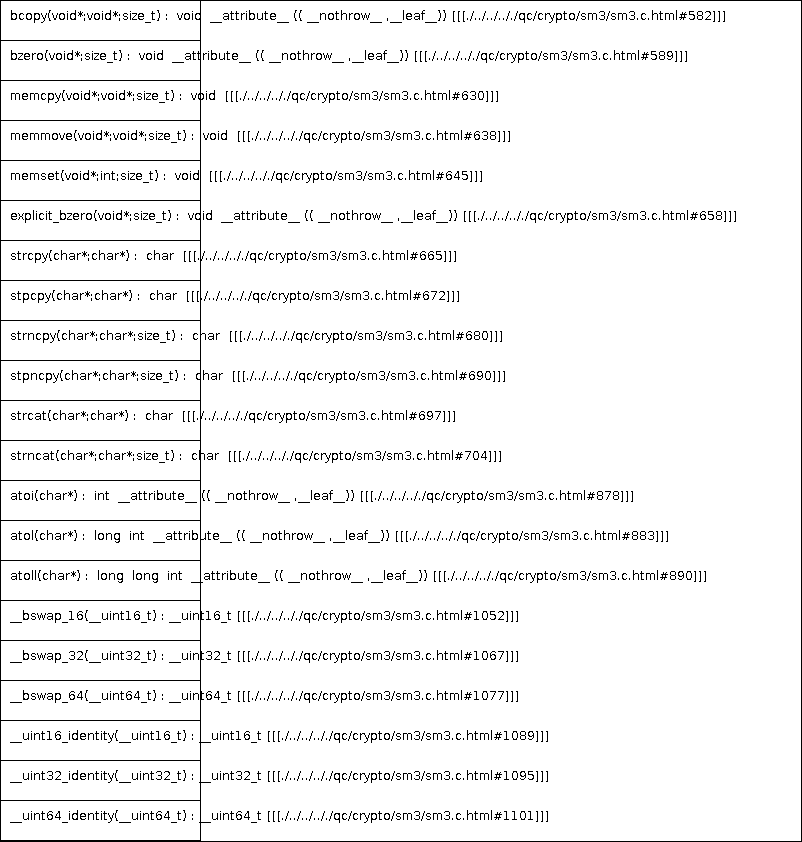 bcopy(void*;void*;size_t) : void __attribute__ (( __nothrow__ ,__leaf__)) [[[./../../../qc/crypto/sm3/sm3.c.html#582]]]
bzero(void*;size_t) : void __attribute__ (( __nothrow__ ,__leaf__)) [[[./../../../qc/crypto/sm3/sm3.c.html#589]]]
memcpy(void*;void*;size_t) : void [[[./../../../qc/crypto/sm3/sm3.c.html#630]]]
memmove(void*;void*;size_t) : void [[[./../../../qc/crypto/sm3/sm3.c.html#638]]]
memset(void*;int;size_t) : void [[[./../../../qc/crypto/sm3/sm3.c.html#645]]]
explicit_bzero(void*;size_t) : void __attribute__ (( __nothrow__ ,__leaf__)) [[[./../../../qc/crypto/sm3/sm3.c.html#658]]]
strcpy(char*;char*) : char [[[./../../../qc/crypto/sm3/sm3.c.html#665]]]
stpcpy(char*;char*) : char [[[./../../../qc/crypto/sm3/sm3.c.html#672]]]
strncpy(char*;char*;size_t) : char [[[./../../../qc/crypto/sm3/sm3.c.html#680]]]
stpncpy(char*;char*;size_t) : char [[[./../../../qc/crypto/sm3/sm3.c.html#690]]]
strcat(char*;char*) : char [[[./../../../qc/crypto/sm3/sm3.c.html#697]]]
strncat(char*;char*;size_t) : char [[[./../../../qc/crypto/sm3/sm3.c.html#704]]]
atoi(char*) : int __attribute__ (( __nothrow__ ,__leaf__)) [[[./../../../qc/crypto/sm3/sm3.c.html#878]]]
atol(char*) : long int __attribute__ (( __nothrow__ ,__leaf__)) [[[./../../../qc/crypto/sm3/sm3.c.html#883]]]
atoll(char*) : long long int __attribute__ (( __nothrow__ ,__leaf__)) [[[./../../../qc/crypto/sm3/sm3.c.html#890]]]
__bswap_16(__uint16_t) : __uint16_t [[[./../../../qc/crypto/sm3/sm3.c.html#1052]]]
__bswap_32(__uint32_t) : __uint32_t [[[./../../../qc/crypto/sm3/sm3.c.html#1067]]]
__bswap_64(__uint64_t) : __uint64_t [[[./../../../qc/crypto/sm3/sm3.c.html#1077]]]
__uint16_identity(__uint16_t) : __uint16_t [[[./../../../qc/crypto/sm3/sm3.c.html#1089]]]
__uint32_identity(__uint32_t) : __uint32_t [[[./../../../qc/crypto/sm3/sm3.c.html#1095]]]
__uint64_identity(__uint64_t) : __uint64_t [[[./../../../qc/crypto/sm3/sm3.c.html#1101]]]